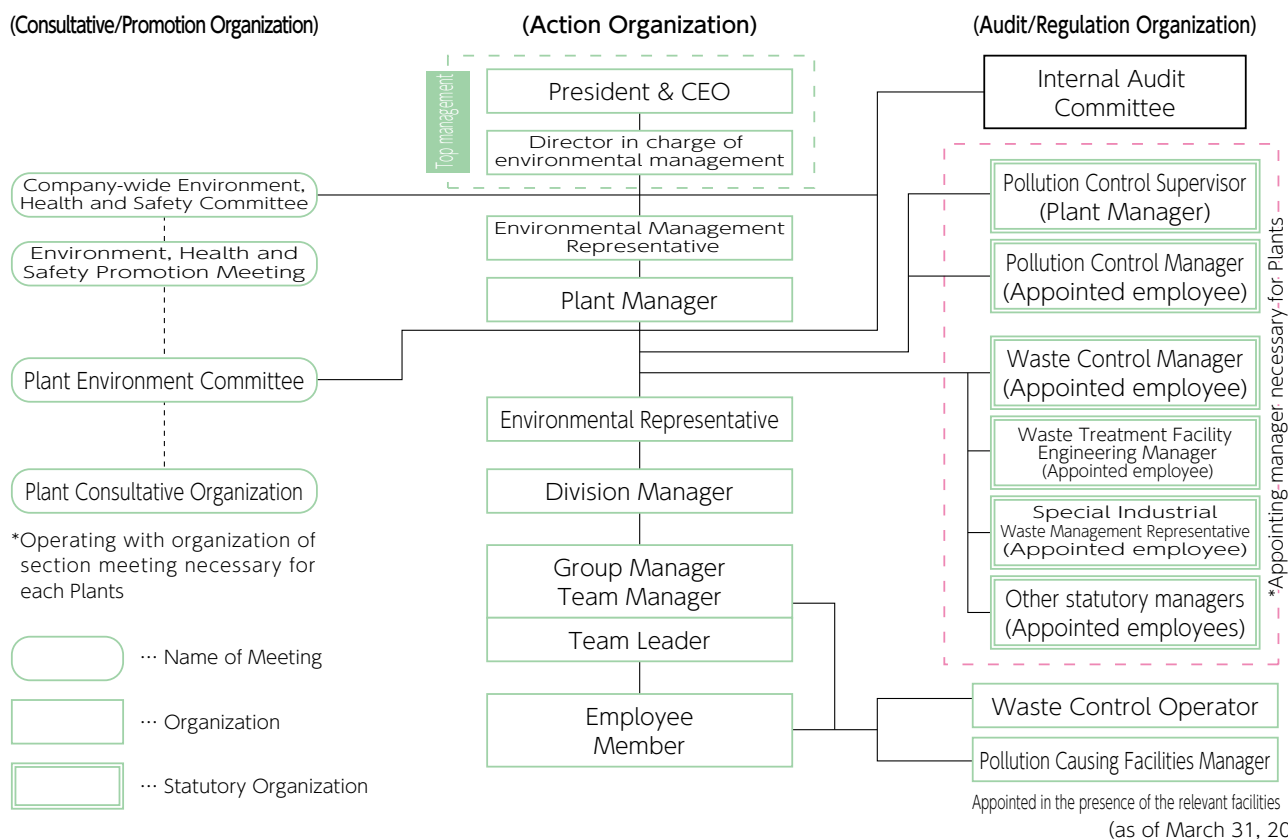 (Consultative/Promotion Organization)
(Action Organization)
(Audit/Regulation Organization)
Top management
President & CEO
Director in charge of
environmental management
Internal Audit
Committee
Company-wide Environment,
Health and Safety Committee
Environment, Health and
Safety Promotion Meeting
Plant Environment Committee
Plant Consultative Organization
*Operating with organization of
section meeting necessary for
each Plants
… Name of Meeting
… Organization
… Statutory Organization
Environmental Management
Representative
Plant Manager
Environmental Representative
Division Manager
Group Manager
Team Manager
Team Leader
Employee
Member
Pollution Control Supervisor
(Plant Manager)
Pollution Control Manager
(Appointed employee)
Waste Control Manager
(Appointed employee)
Waste Treatment Facility
Engineering Manager
(Appointed employee)
Special Industrial
Waste Management Representative
(Appointed employee)
Other statutory managers
(Appointed employees)
*Appointing manager necessary for Plants
Waste Control Operator
Pollution Causing Facilities Manager
Appointed in the presence of the relevant facilities
(as of March 31,